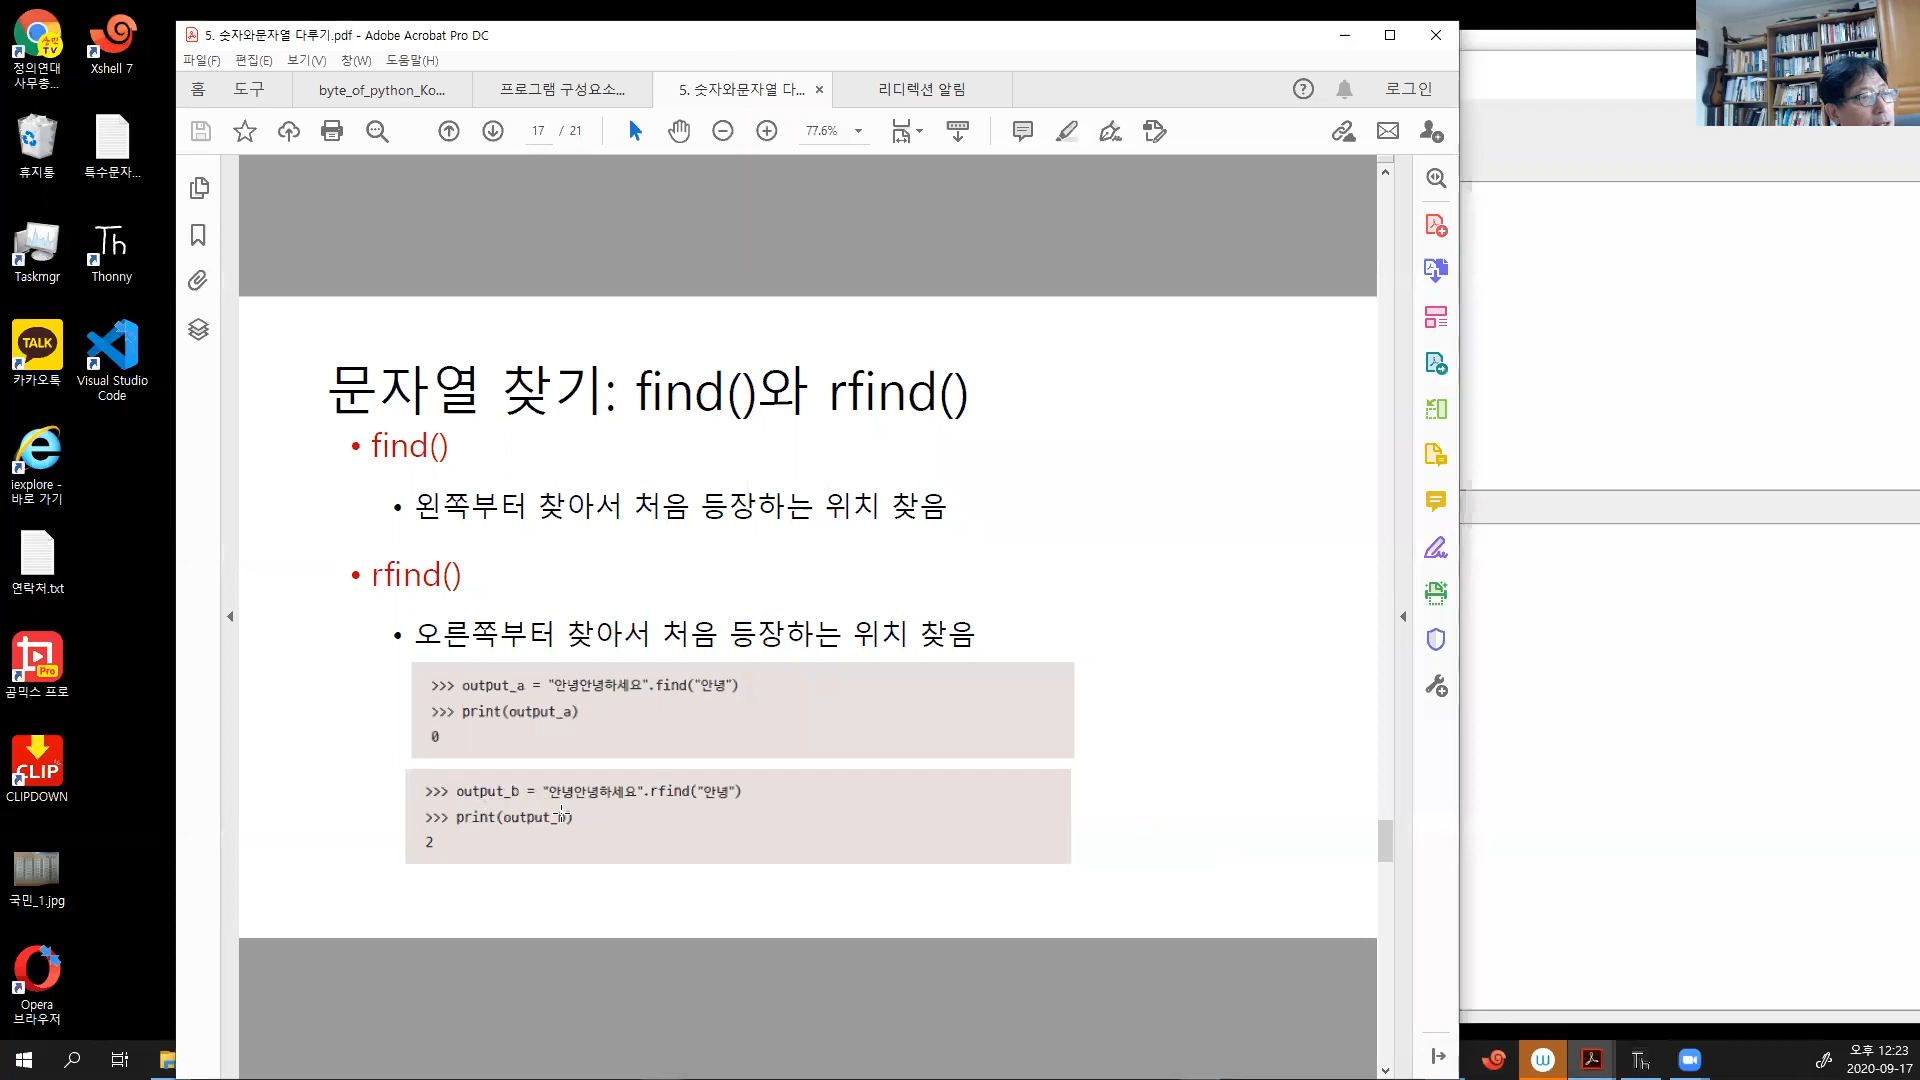 5. 숫자와문자열 다루기.pdf - Adobe Acrobat Pro DC
파일(F) 편집(E) 보기(V) 창(W) 도움말(H)
홈 도구 byte_of_python_Ko... 프로그램 구성요소... 5. 숫자와문자열 다... × 리디렉션 알림 로그인
17 / 21 77.6%
문자열 찾기: find()와 rfind()
• find()
• 왼쪽부터 찾아서 처음 등장하는 위치 찾음
• rfind()
• 오른쪽부터 찾아서 처음 등장하는 위치 찾음
>>> output_a = "안녕안녕하세요".find("안녕")
>>> print(output_a)
0
>>> output_b = "안녕안녕하세요".rfind("안녕")
>>> print(output_b)
2
정의연대
사무총...
Xshell 7
휴지통
특수문자...
Taskmgr
Th
Thonny
TALK
카카오톡
Visual Studio
Code
iexplore -
바로 가기
연락처.txt
Pro
곰믹스 프로
CLIP
CLIPDOWN
국민_1.jpg
Opera
브라우저
오후 12:23
2020-09-17